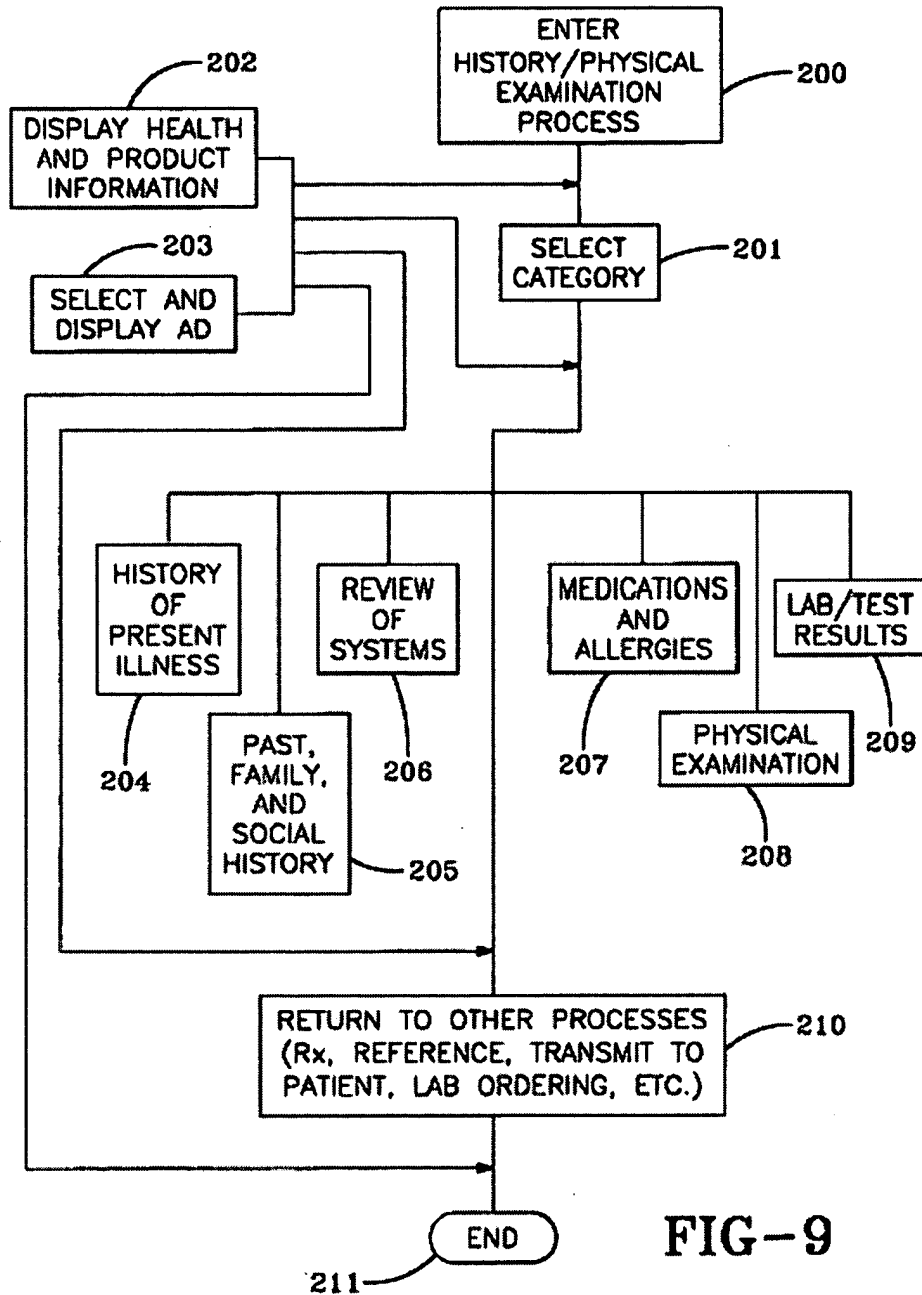 ENTER
HISTORY/PHYSICAL
EXAMINATION
PROCESS
200
202
DISPLAY HEALTH
AND PRODUCT
INFORMATION
203
SELECT AND
DISPLAY AD
SELECT
CATEGORY
201
HISTORY
OF
PRESENT
ILLNESS
204
PAST,
FAMILY,
AND
SOCIAL
HISTORY
205
REVIEW
OF
SYSTEMS
206
MEDICATIONS
AND
ALLERGIES
207
PHYSICAL
EXAMINATION
208
LAB/TEST
RESULTS
209
RETURN TO OTHER PROCESSES
(Rx, REFERENCE, TRANSMIT TO
PATIENT, LAB ORDERING, ETC.)
210
END
211
FIG-9